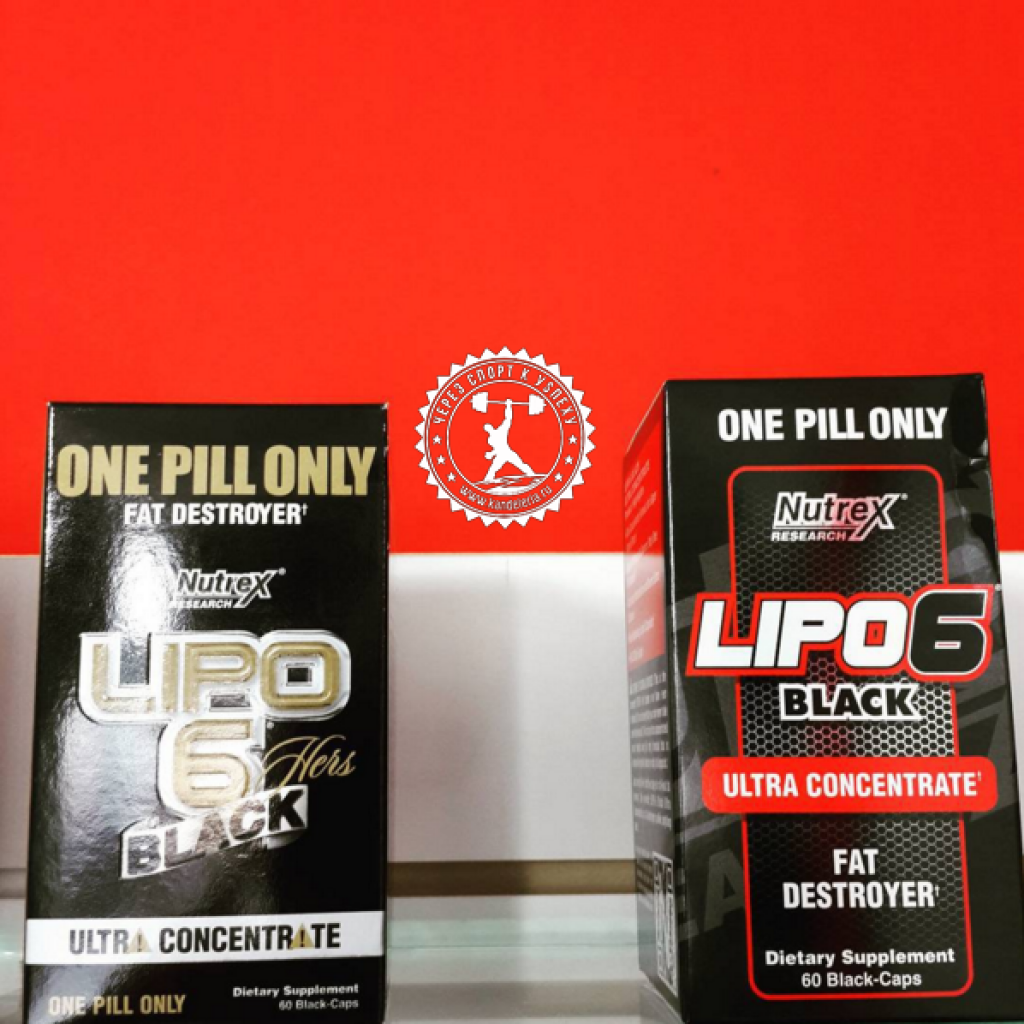 ONE PILL ONLY
FAT DESTROYER†
Nutrex®
RESEARCH
LIPO
6
Hers
BLACK
ULTRA CONCENTRATE
ONE PILL ONLY
Dietary Supplement
60 Black-Caps
ЧЕРЕЗ СПОРТ К УСПЕХУ
www.kandeleria.ru
ONE PILL ONLY
Nutrex®
RESEARCH
LIPO6
BLACK
ULTRA CONCENTRATE†
FAT
DESTROYER†
Dietary Supplement
60 Black-Caps